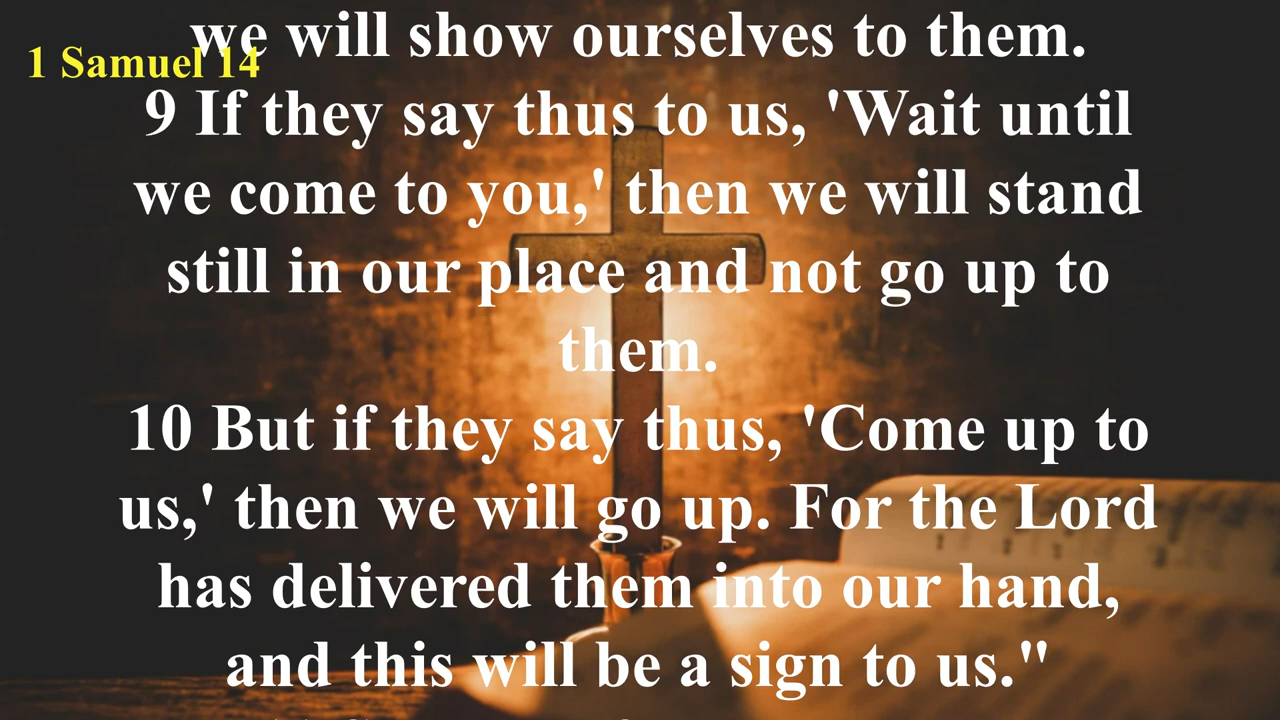 we will show ourselves to them.
1 Samuel 14
9 If they say thus to us, 'Wait until
we come to you,' then we will stand
still in our place and not go up to
them.
10 But if they say thus, 'Come up to
us,' then we will go up. For the Lord
has delivered them into our hand,
and this will be a sign to us."